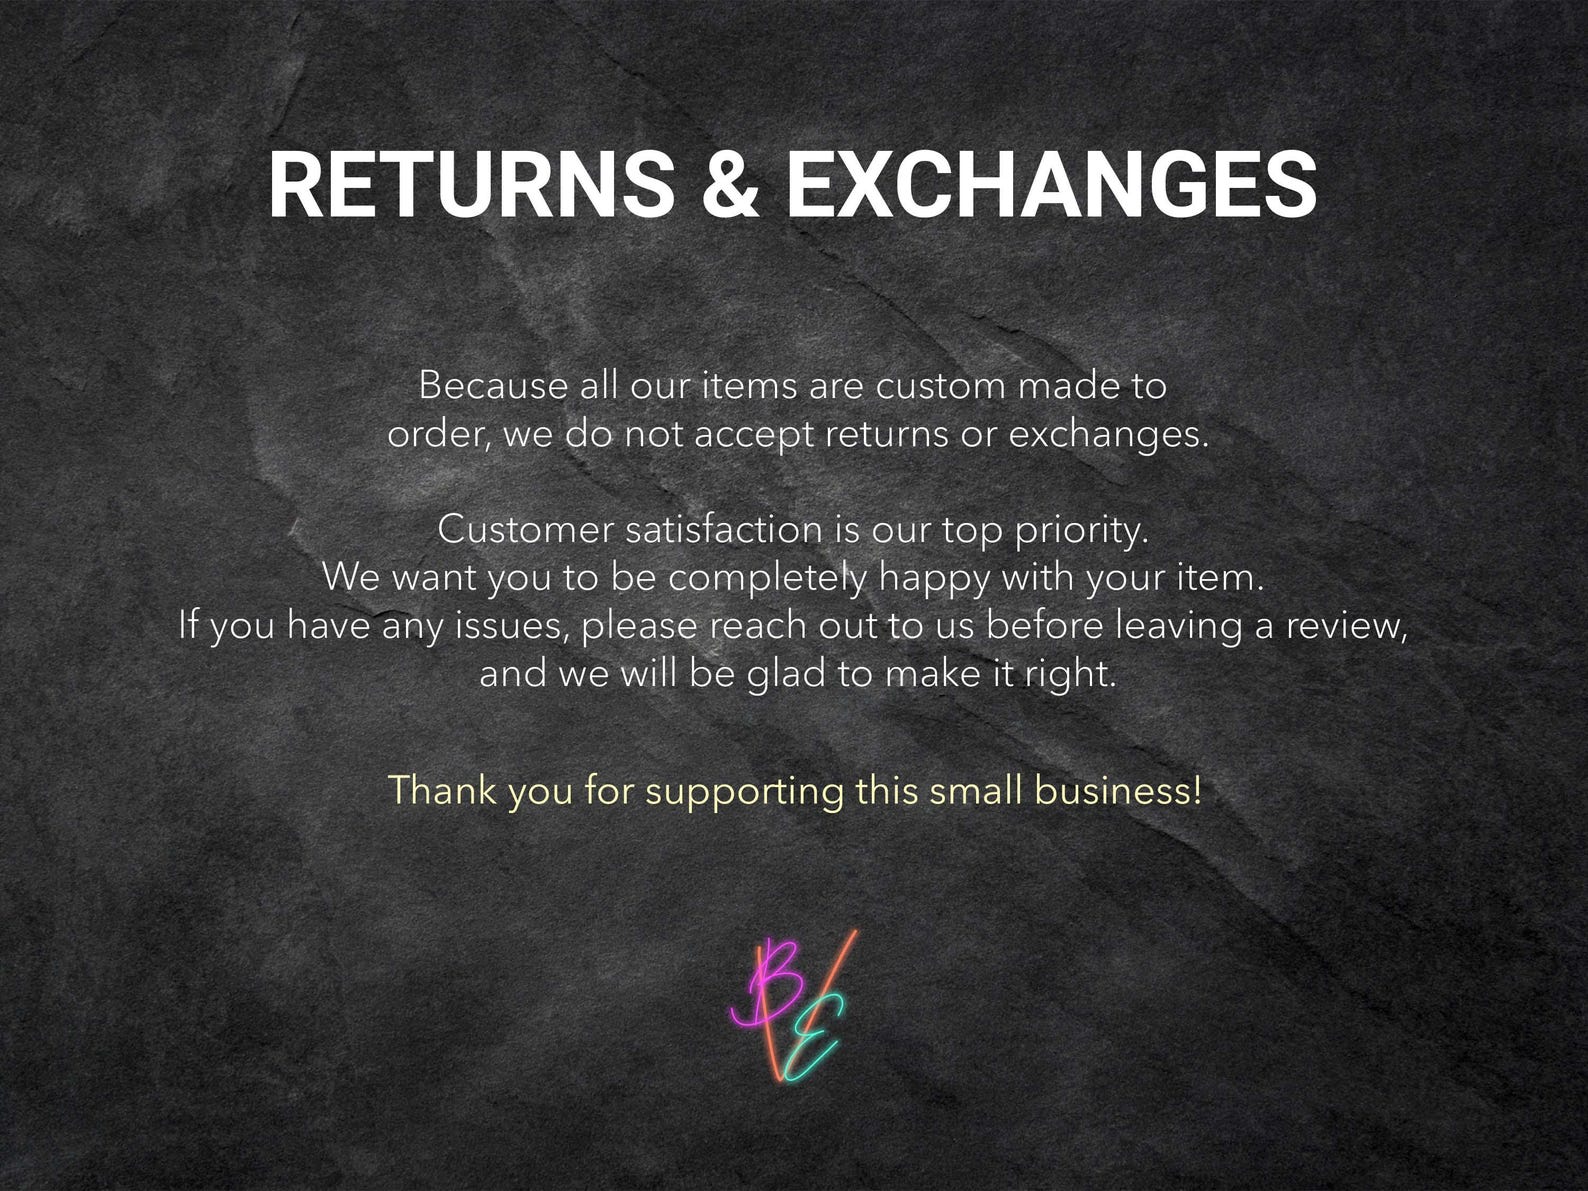 RETURNS & EXCHANGES
Because all our items are custom made to
order, we do not accept returns or exchanges.
Customer satisfaction is our top priority.
We want you to be completely happy with your item.
If you have any issues, please reach out to us before leaving a review,
and we will be glad to make it right.
Thank you for supporting this small business!
BVE